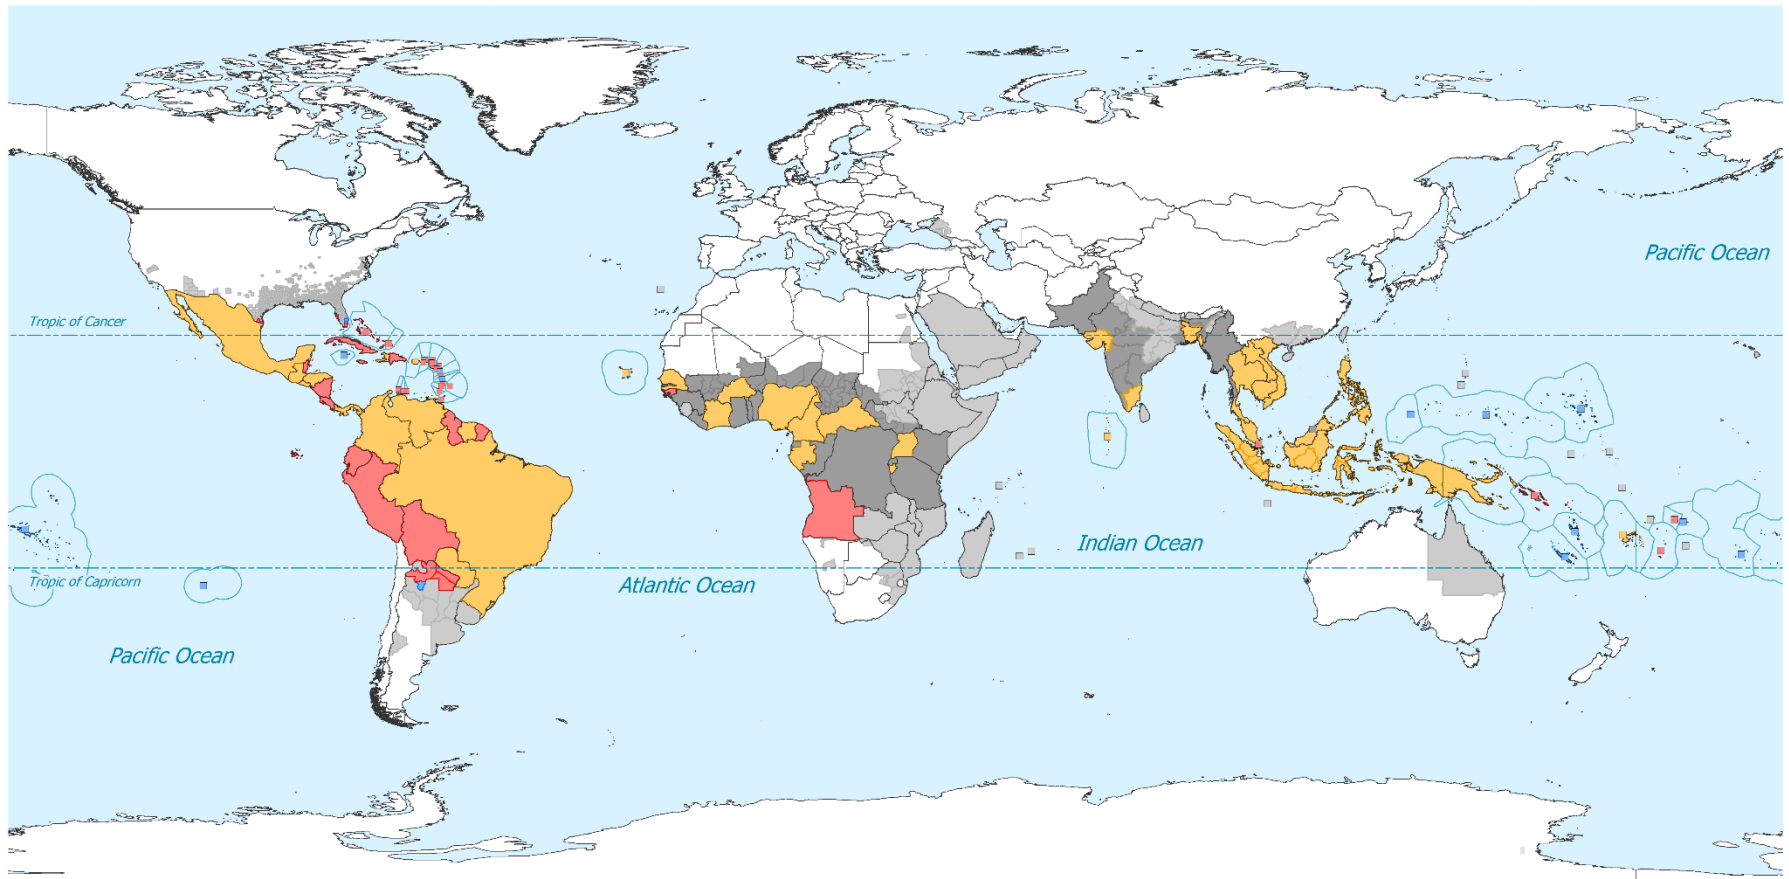 Pacific Ocean
Tropic of Cancer
Indian Ocean
Tropic of Capricorn
Atlantic Ocean
Pacific Ocean